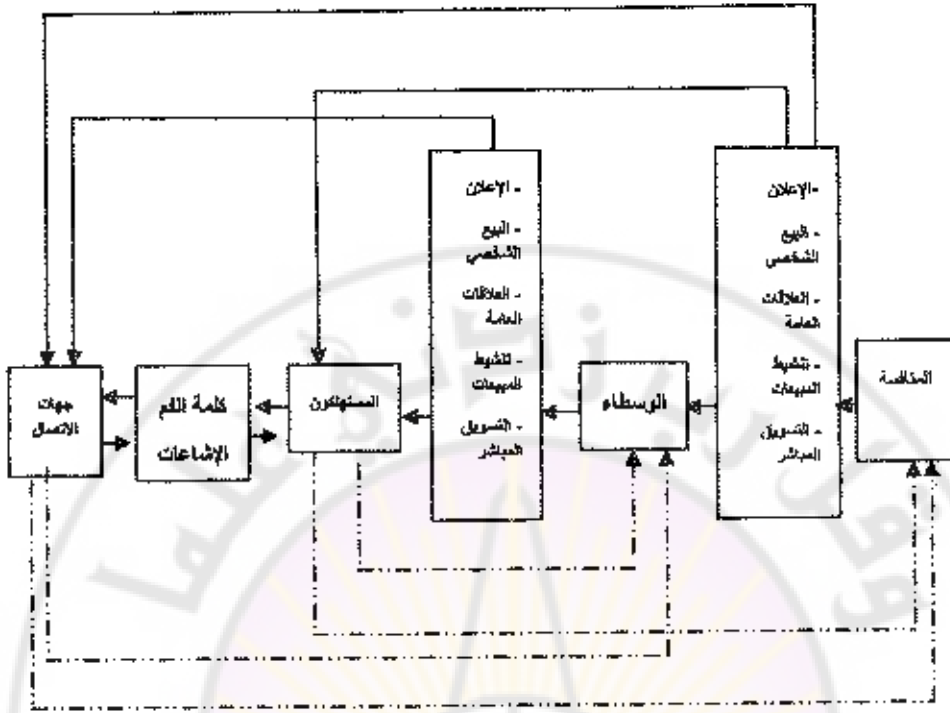 -الإعلان
- البيع
الشخصي
- العلاقات
العامة
- تنشيط
المبيعات
- التسويق
المباشر
المنافسة
الوسطاء
- الإعلان
- البيع
الشخصي
- العلاقات
العامة
- تنشيط
المبيعات
- التسويق
المباشر
المستهلكون
كلمة الفم
الإشاعات
جهات
الاتصال